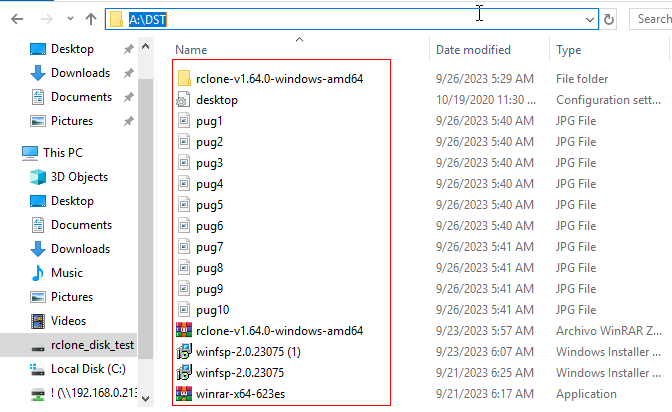 A:\DST
Search
Name Date modified Type
Desktop
Downloads
Documents
Pictures
This PC
3D Objects
Desktop
Documents
Downloads
Music
Pictures
Videos
rclone_disk_test
Local Disk (C:)
! (\\192.168.0.213
rclone-v1.64.0-windows-amd64 9/26/2023 5:29 AM File folder
desktop 10/19/2020 11:30 ... Configuration sett...
pug1 9/26/2023 5:40 AM JPG File
pug2 9/26/2023 5:40 AM JPG File
pug3 9/26/2023 5:40 AM JPG File
pug4 9/26/2023 5:40 AM JPG File
pug5 9/26/2023 5:40 AM JPG File
pug6 9/26/2023 5:40 AM JPG File
pug7 9/26/2023 5:41 AM JPG File
pug8 9/26/2023 5:41 AM JPG File
pug9 9/26/2023 5:41 AM JPG File
pug10 9/26/2023 5:41 AM JPG File
rclone-v1.64.0-windows-amd64 9/23/2023 5:57 AM Archivo WinRAR Z...
winfsp-2.0.23075 (1) 9/23/2023 6:07 AM Windows Installer ...
winfsp-2.0.23075 9/21/2023 6:25 AM Windows Installer ...
winrar-x64-623es 9/21/2023 6:17 AM Application